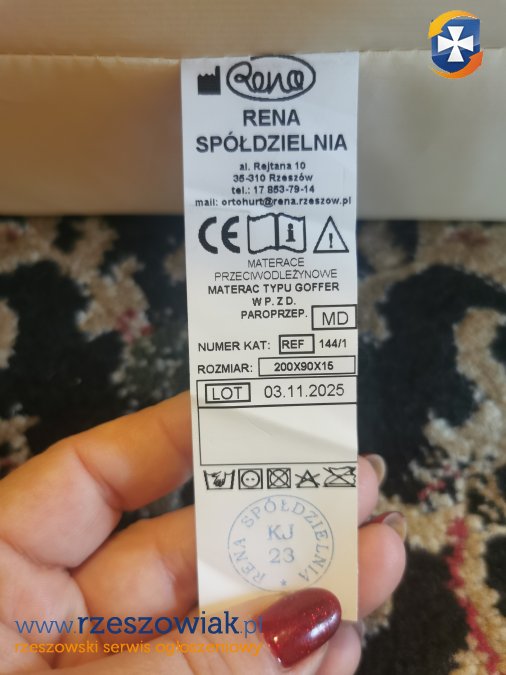 Rena
RENA
SPÓŁDZIELNIA
al. Rejtana 10
35-310 Rzeszów
tel.: 17 853-79-14
mail: ortohurt@rena.rzeszow.pl
CE
MATERACE
PRZECIWODLEŻYNOWE
MATERAC TYPU GOFFER
W P. Z D.
PAROPRZEP. MD
NUMER KAT: REF 144/1
ROZMIAR: 200X90X15
LOT 03.11.2025
RENA SPÓŁDZIELNIA
KJ
23
www.rzeszowiak.pl
rzeszowski serwis ogłoszeniowy